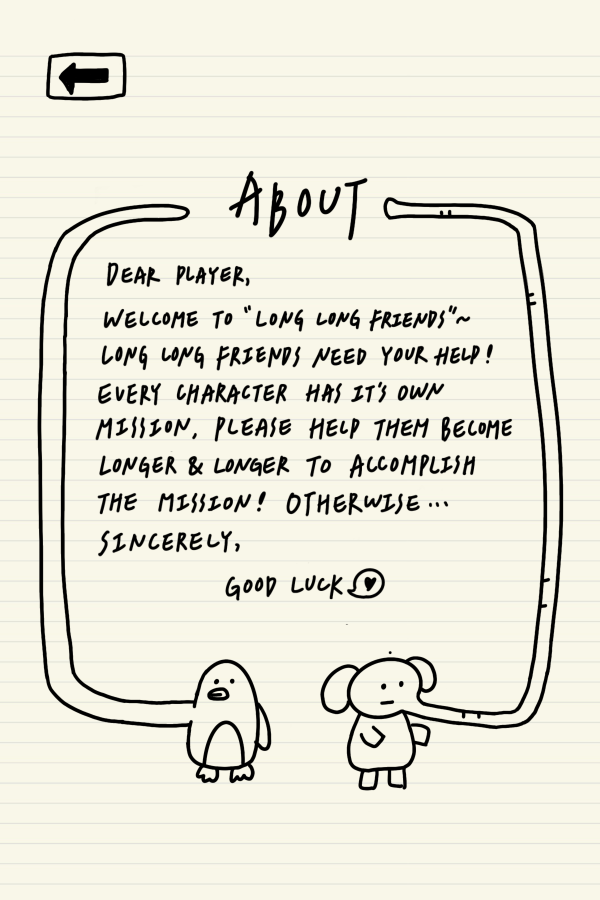 ABOUT
DEAR PLAYER,
WELCOME TO "LONG LONG FRIENDS"~
LONG LONG FRIENDS NEED YOUR HELP!
EVERY CHARACTER HAS IT'S OWN
MISSION, PLEASE HELP THEM BECOME
LONGER & LONGER TO ACCOMPLISH
THE MISSION! OTHERWISE...
SINCERELY,
GOOD LUCK